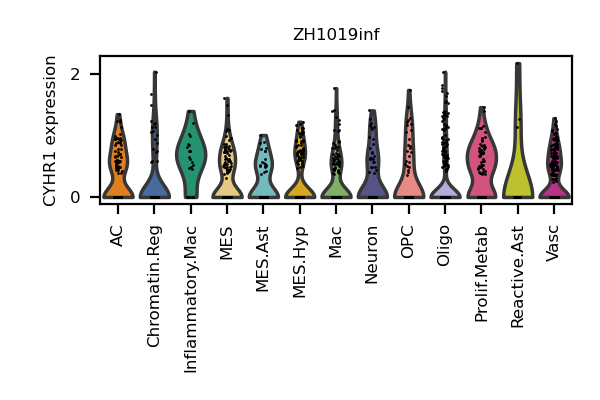 ZH1019inf
CYHR1 expression
2
0
AC
Chromatin.Reg
Inflammatory.Mac
MES
MES.Ast
MES.Hyp
Mac
Neuron
OPC
Oligo
Prolif.Metab
Reactive.Ast
Vasc